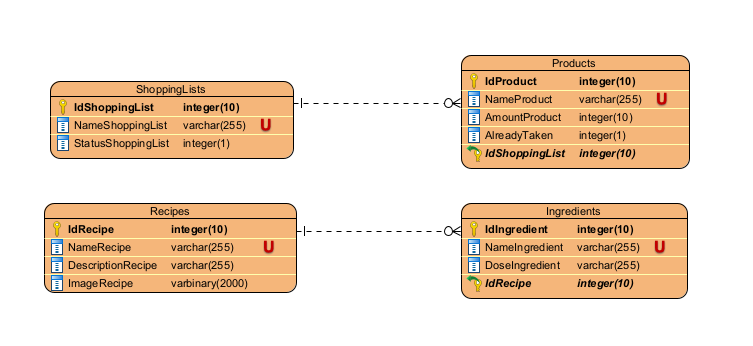 ShoppingLists
IdShoppingList integer(10)
NameShoppingList varchar(255) U
StatusShoppingList integer(1)
Products
IdProduct integer(10)
NameProduct varchar(255) U
AmountProduct integer(10)
AlreadyTaken integer(1)
IdShoppingList integer(10)
Recipes
IdRecipe integer(10)
NameRecipe varchar(255) U
DescriptionRecipe varchar(255)
ImageRecipe varbinary(2000)
Ingredients
IdIngredient integer(10)
NameIngredient varchar(255) U
DoseIngredient varchar(255)
IdRecipe integer(10)